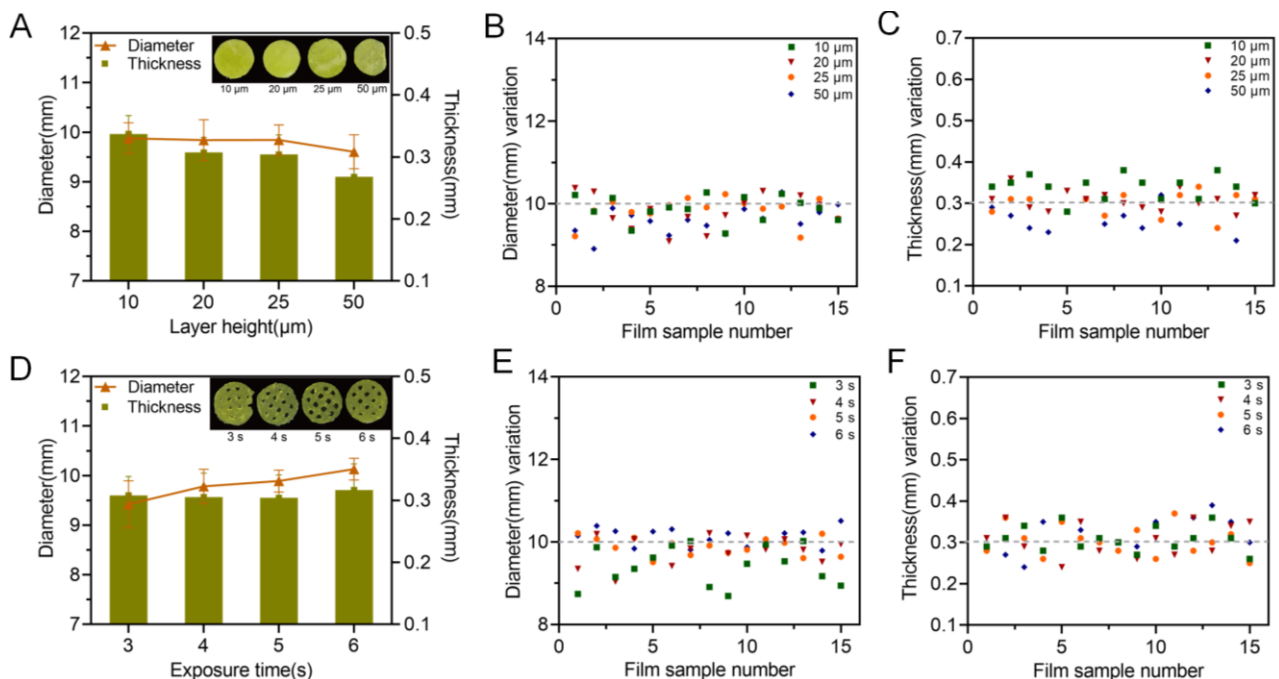 A
Diameter
Thickness
10 µm 20 µm 25 µm 50 µm
Diameter(mm)
12
11
10
9
8
7
Thickness(mm)
0.5
0.4
0.3
0.2
0.1
10 20 25 50
Layer height(µm)
B
10 µm
20 µm
25 µm
50 µm
Diameter(mm) variation
14
12
10
8
0 5 10 15
Film sample number
C
10 µm
20 µm
25 µm
50 µm
Thickness(mm) variation
0.7
0.6
0.5
0.4
0.3
0.2
0.1
0 5 10 15
Film sample number
D
Diameter
Thickness
3 s 4 s 5 s 6 s
Diameter(mm)
12
11
10
9
8
7
Thickness(mm)
0.5
0.4
0.3
0.2
0.1
3 4 5 6
Exposure time(s)
E
3 s
4 s
5 s
6 s
Diameter(mm) variation
14
12
10
8
0 5 10 15
Film sample number
F
3 s
4 s
5 s
6 s
Thickness(mm) variation
0.7
0.6
0.5
0.4
0.3
0.2
0.1
0 5 10 15
Film sample number